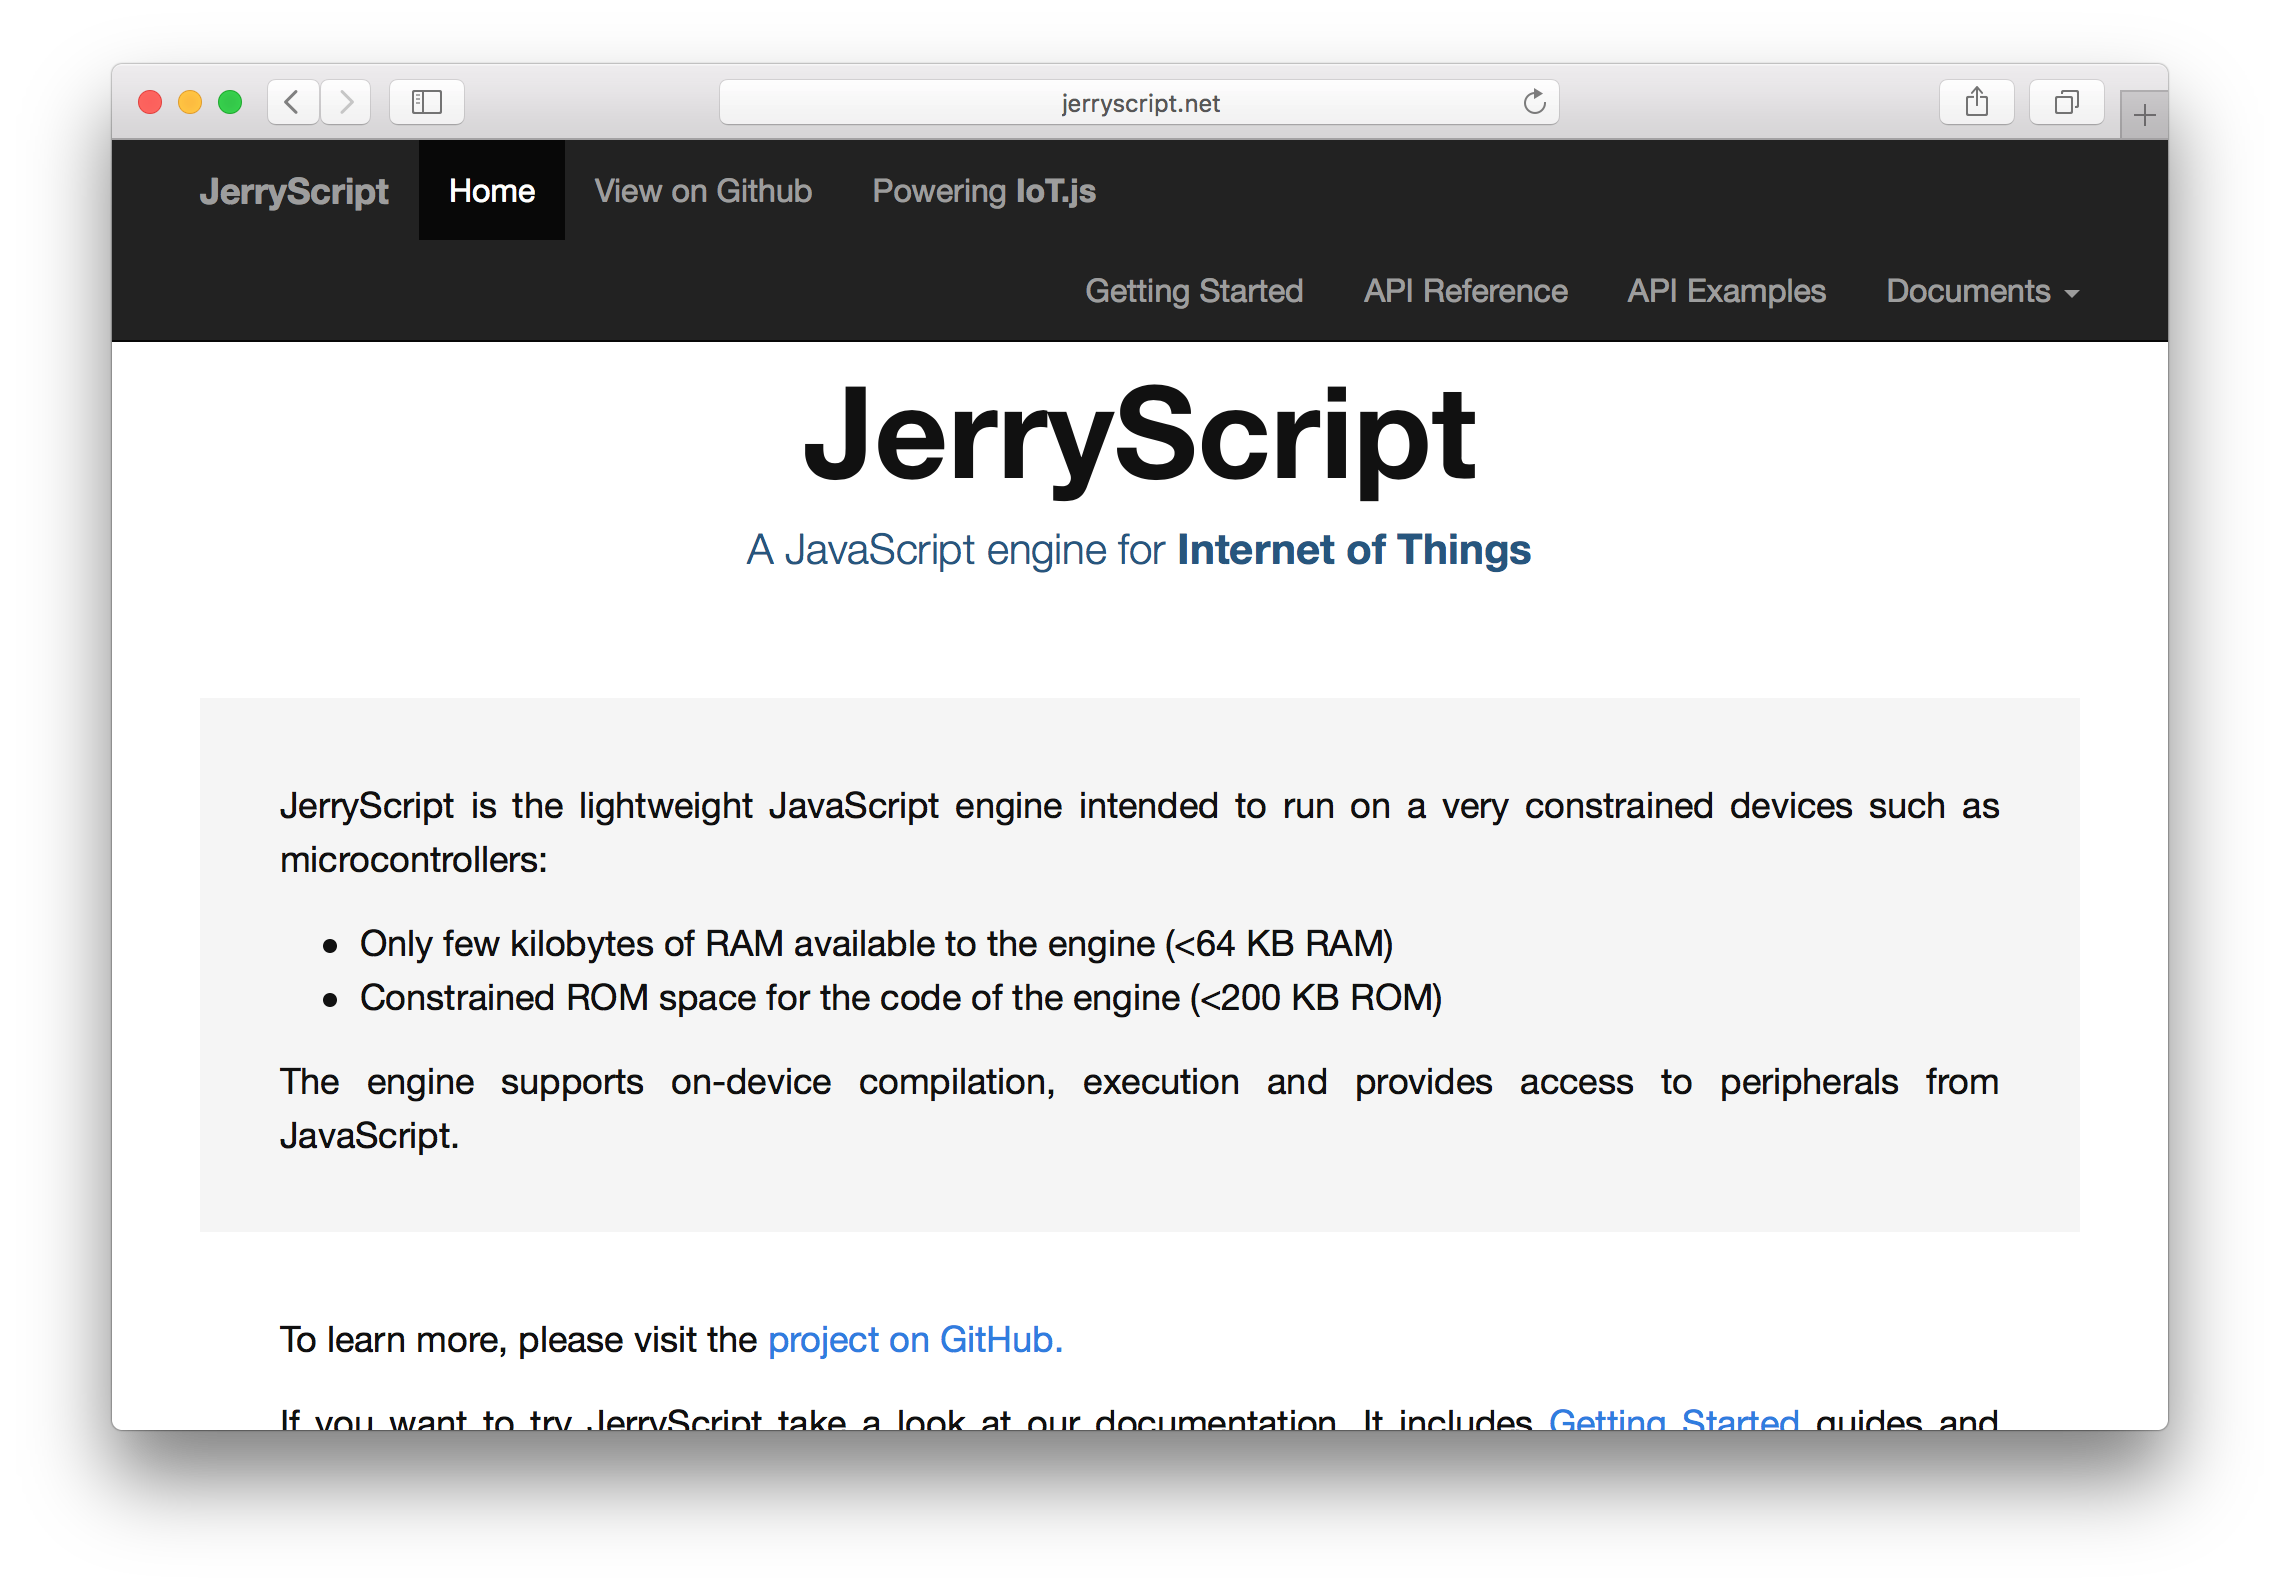 jerryscript.net
JerryScript Home View on Github Powering IoT.js
Getting Started API Reference API Examples Documents
JerryScript
A JavaScript engine for Internet of Things
JerryScript is the lightweight JavaScript engine intended to run on a very constrained devices such as
microcontrollers:
• Only few kilobytes of RAM available to the engine (<64 KB RAM)
• Constrained ROM space for the code of the engine (<200 KB ROM)
The engine supports on-device compilation, execution and provides access to peripherals from
JavaScript.
To learn more, please visit the project on GitHub.
If you want to try JerryScript take a look at our documentation. It includes Getting Started guides and